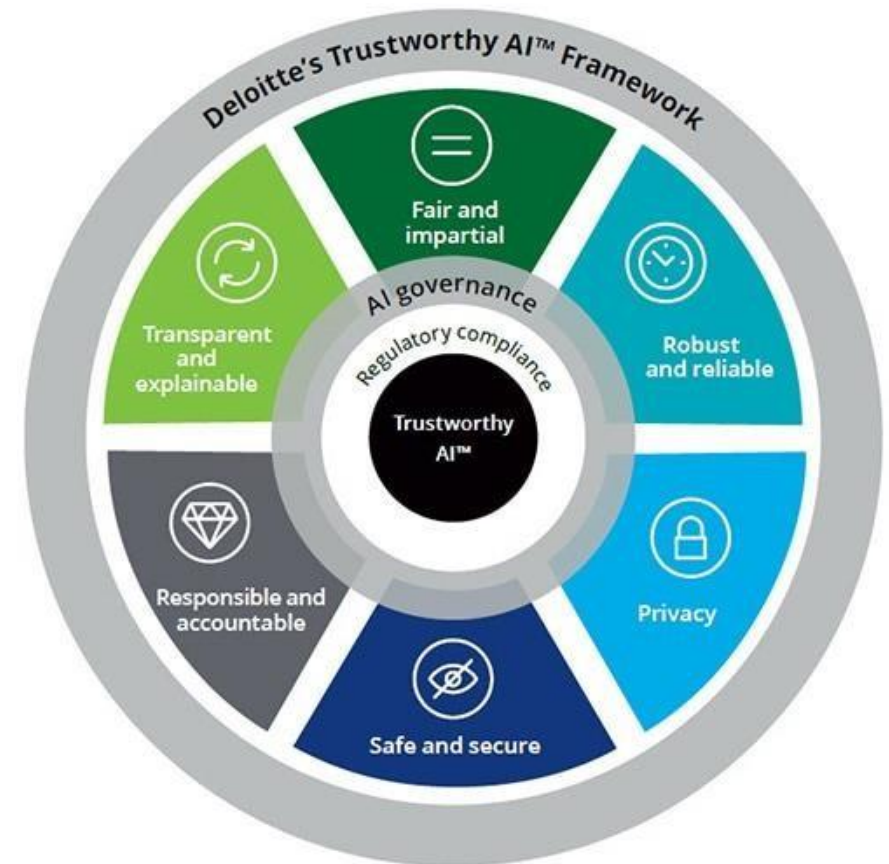 Deloitte's Trustworthy AI™ Framework
Fair and
impartial
Robust
and reliable
Privacy
Safe and secure
Responsible and
accountable
Transparent
and
explainable
AI governance
Regulatory compliance
Trustworthy
AI™